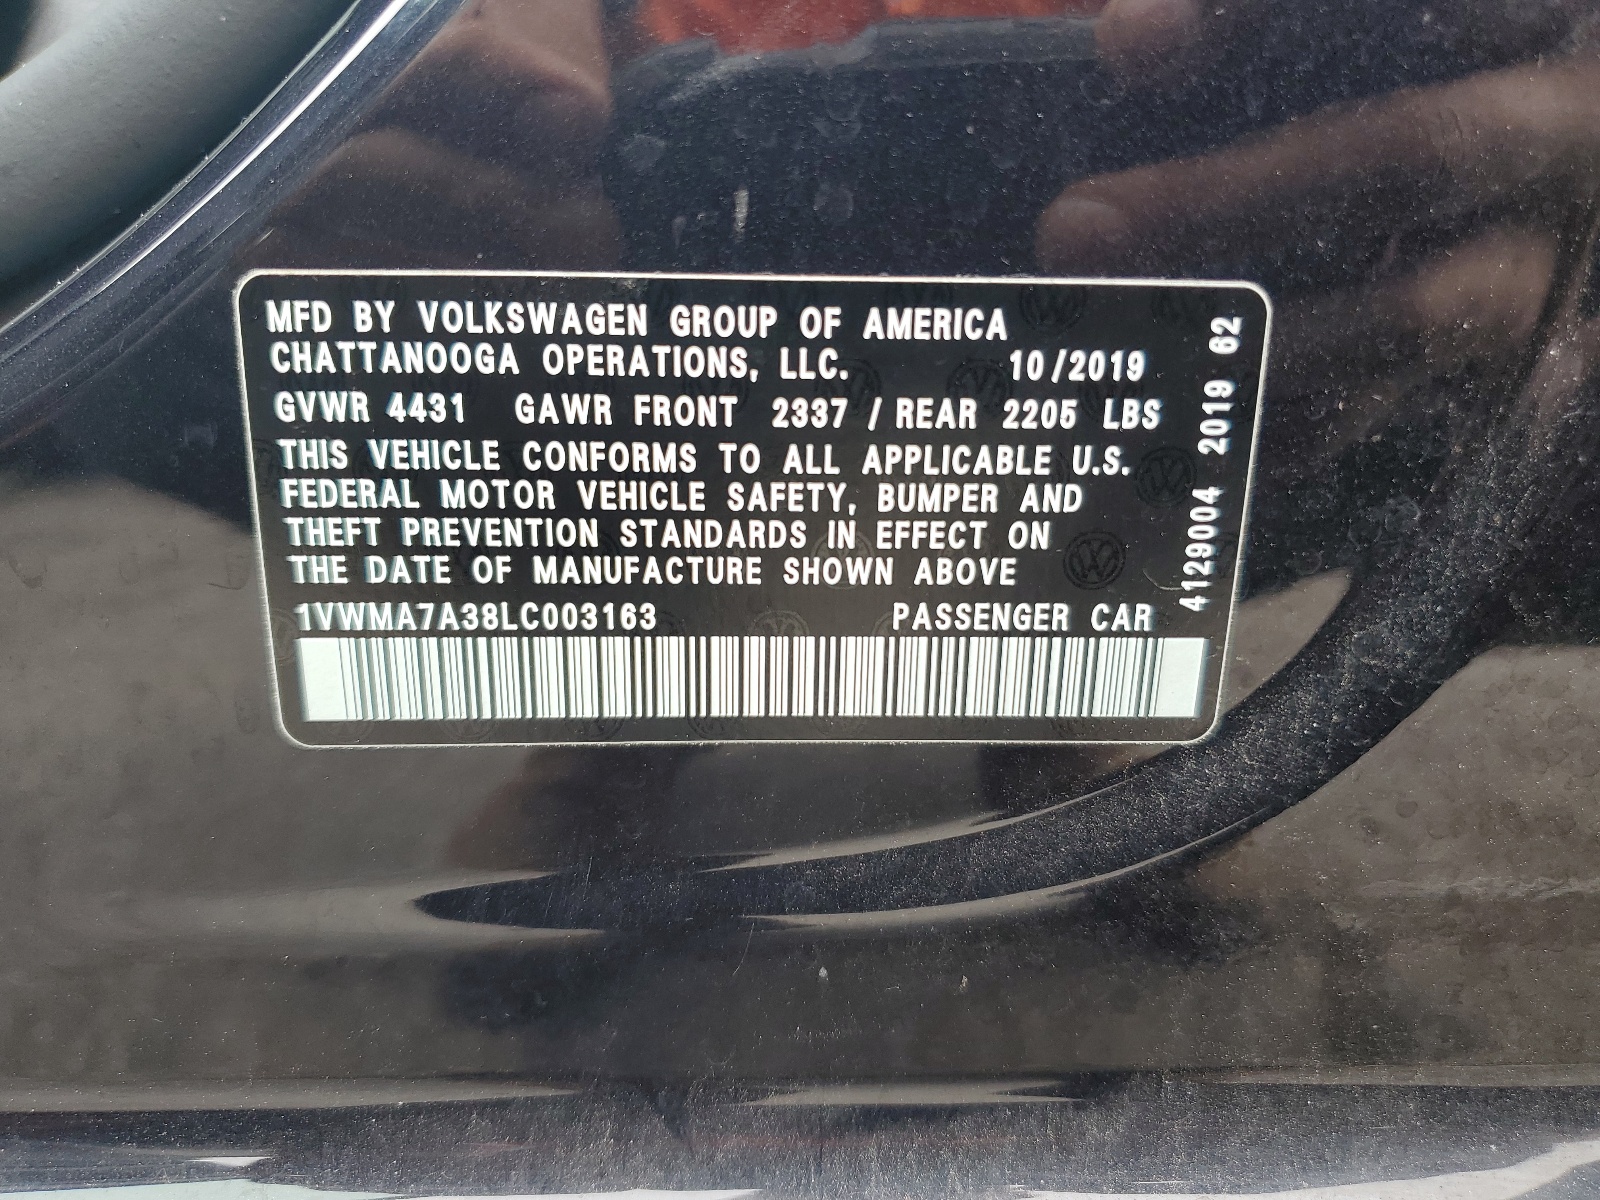 MFD BY VOLKSWAGEN GROUP OF AMERICA
CHATTANOOGA OPERATIONS, LLC. 10/2019
GVWR 4431 GAWR FRONT 2337 / REAR 2205 LBS
THIS VEHICLE CONFORMS TO ALL APPLICABLE U.S.
FEDERAL MOTOR VEHICLE SAFETY, BUMPER AND
THEFT PREVENTION STANDARDS IN EFFECT ON
THE DATE OF MANUFACTURE SHOWN ABOVE
1VWMA7A38LC003163 PASSENGER CAR
4129004 2019 62